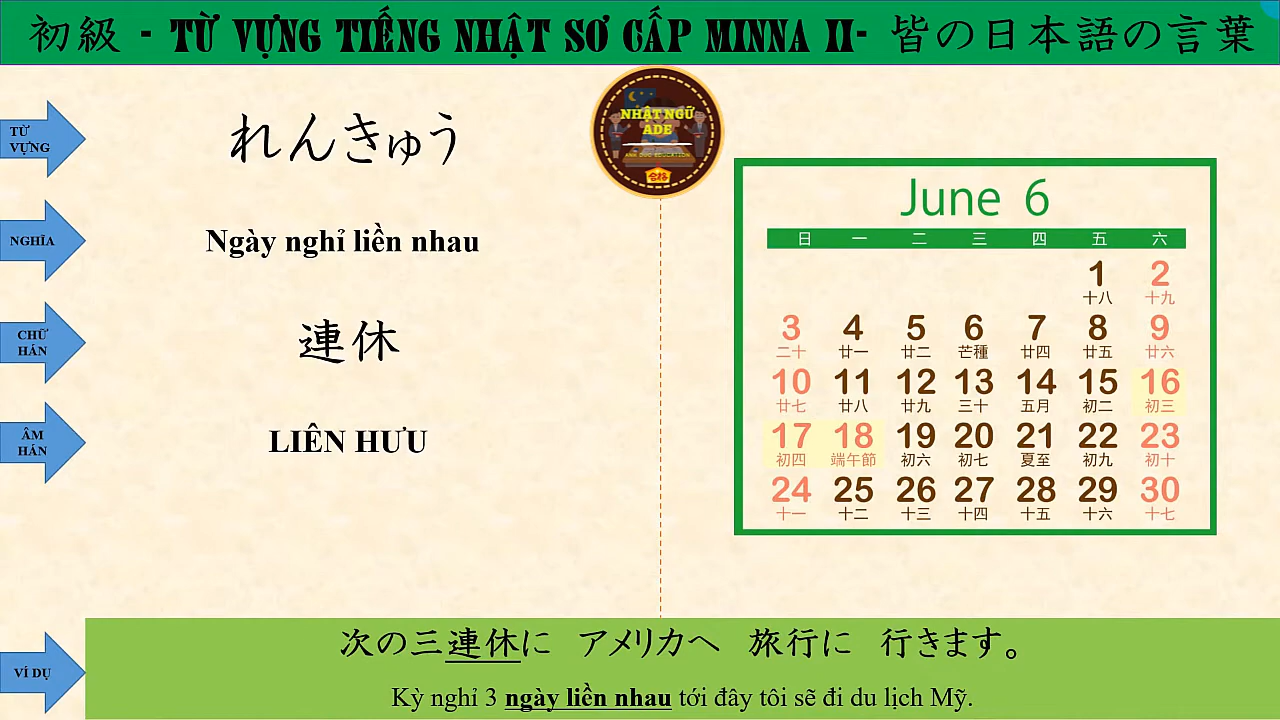 初級 - TỪ VỰNG TIẾNG NHẬT SƠ CẤP MINNA II- 皆の日本語の言葉
TỪ
VỰNG
れんきゅう
NGHĨA
Ngày nghỉ liền nhau
CHỮ
HÁN
連休
ÂM
HÁN
LIÊN HƯU
NHẬT NGỮ
ADE
ANH DUC EDUCATION
合格
June 6
日 一 二 三 四 五 六
1 2
十八 十九
3 4 5 6 7 8 9
二十 廿一 廿二 芒種 廿四 廿五 廿六
10 11 12 13 14 15 16
廿七 廿八 廿九 三十 五月 初二 初三
17 18 19 20 21 22 23
初四 端午節 初六 初七 夏至 初九 初十
24 25 26 27 28 29 30
十一 十二 十三 十四 十五 十六 十七
VÍ DỤ
次の三連休に アメリカへ 旅行に 行きます。
Kỳ nghỉ 3 ngày liền nhau tới đây tôi sẽ đi du lịch Mỹ.